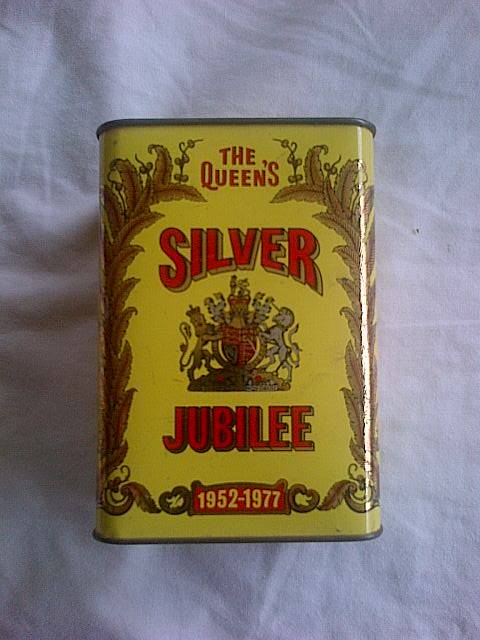 THE
QUEEN'S
SILVER
JUBILEE
1952-1977